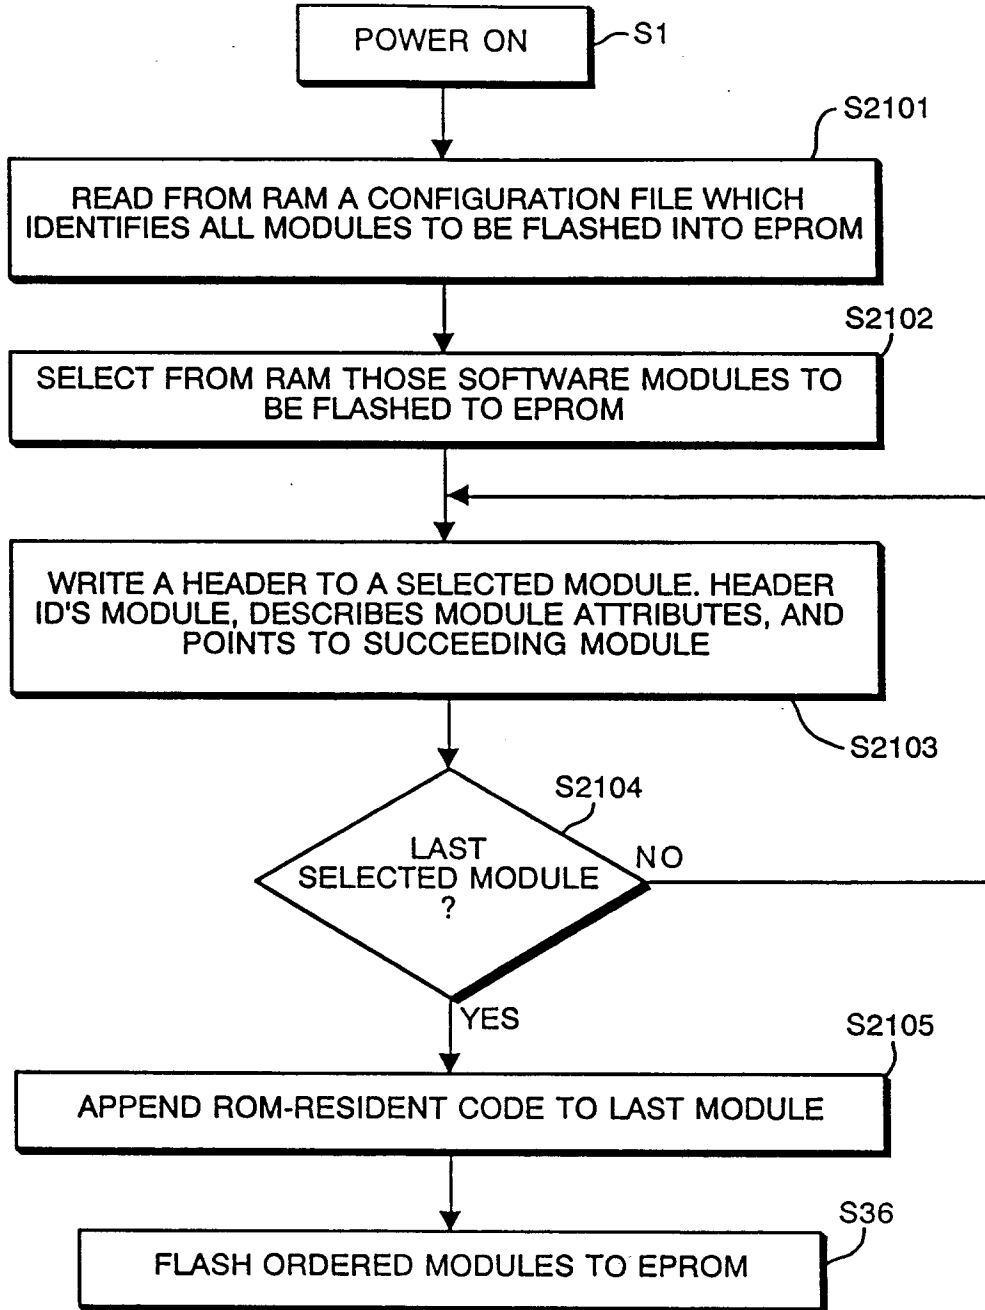 POWER ON
S1
S2101
READ FROM RAM A CONFIGURATION FILE WHICH
IDENTIFIES ALL MODULES TO BE FLASHED INTO EPROM
S2102
SELECT FROM RAM THOSE SOFTWARE MODULES TO
BE FLASHED TO EPROM
WRITE A HEADER TO A SELECTED MODULE. HEADER
ID'S MODULE, DESCRIBES MODULE ATTRIBUTES, AND
POINTS TO SUCCEEDING MODULE
S2103
S2104
LAST
SELECTED MODULE
?
NO
YES
S2105
APPEND ROM-RESIDENT CODE TO LAST MODULE
S36
FLASH ORDERED MODULES TO EPROM